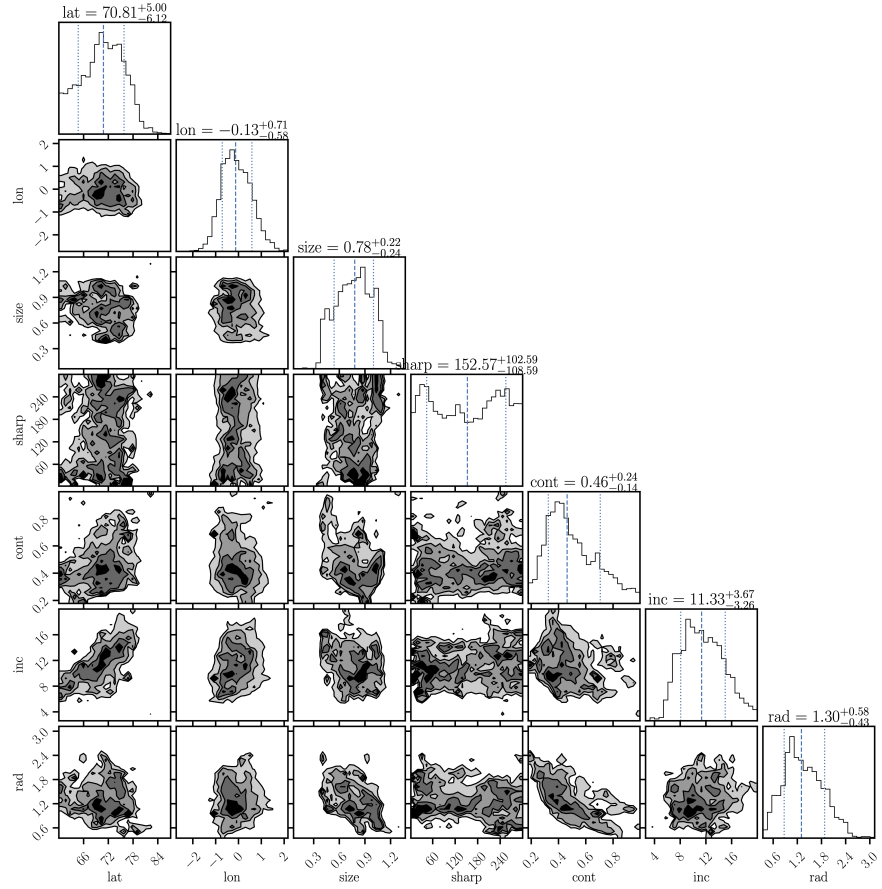 lat = 70.81+5.00 −6.12
lon = −0.13+0.71 −0.58
size = 0.78+0.22 −0.24
sharp = 152.57+102.59 −108.59
cont = 0.46+0.24 −0.14
inc = 11.33+3.67 −3.26
rad = 1.30+0.58 −0.43
lon
2
1
0
−1
−2
size
1.2
0.9
0.6
0.3
sharp
240
180
120
60
cont
0.8
0.6
0.4
0.2
inc
16
12
8
4
rad
3.0
2.4
1.8
1.2
0.6
66 72 78 84
−2 −1 0 1 2
0.3 0.6 0.9 1.2
60 120 180 240
0.2 0.4 0.6 0.8
4 8 12 16
0.6 1.2 1.8 2.4 3.0
lat lon size sharp cont inc rad